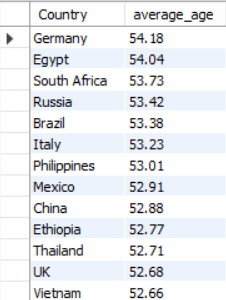 Country average_age
Germany 54.18
Egypt 54.04
South Africa 53.73
Russia 53.42
Brazil 53.38
Italy 53.23
Philippines 53.01
Mexico 52.91
China 52.88
Ethiopia 52.77
Thailand 52.71
UK 52.68
Vietnam 52.66